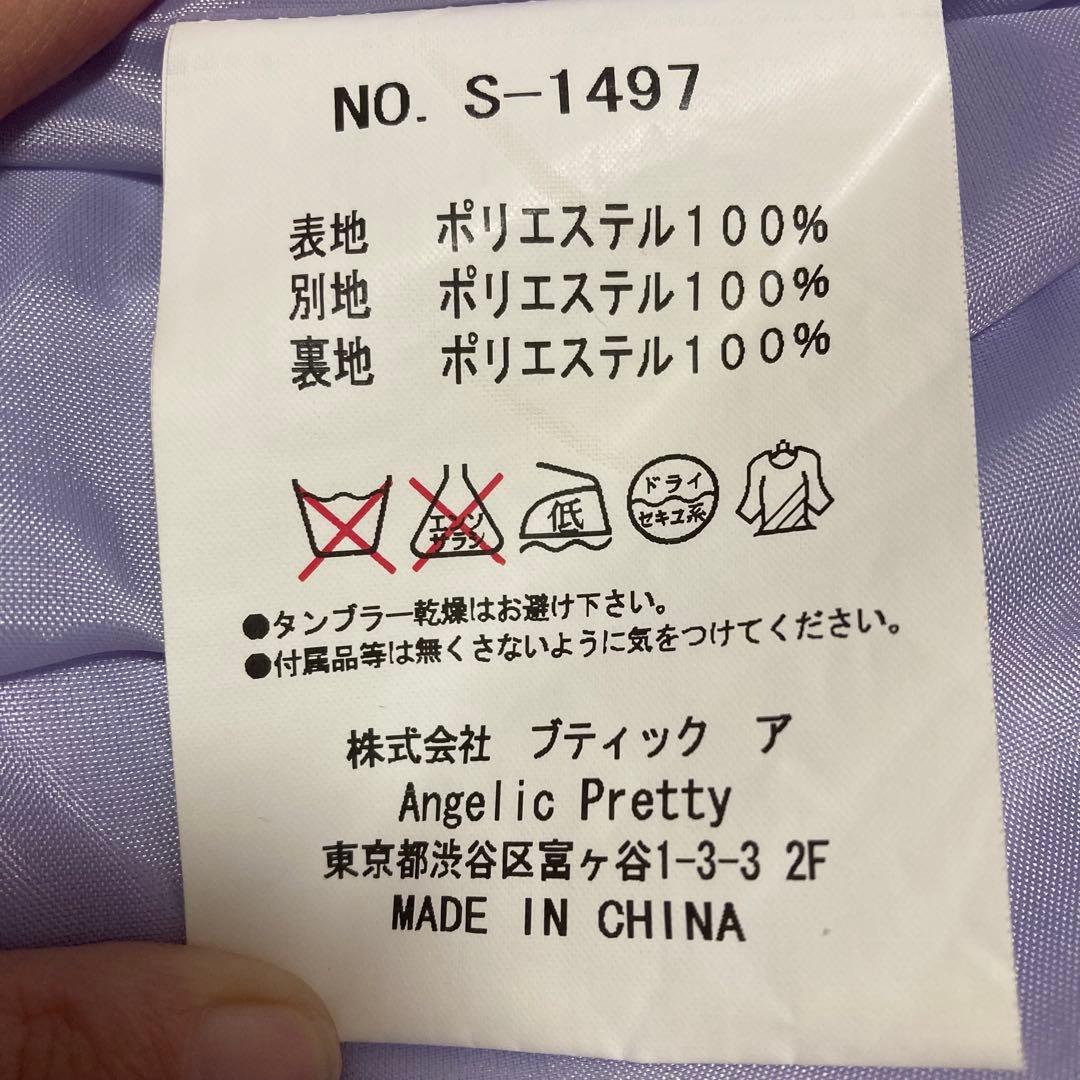 NO. S-1497
表地 ポリエステル100%
別地 ポリエステル100%
裏地 ポリエステル100%
エンソ
サラシ
低
ドライ
セキユ系
●タンブラー乾燥はお避け下さい。
●付属品等は無くさないように気をつけてください。
株式会社 ブティック ア
Angelic Pretty
東京都渋谷区富ヶ谷1-3-3 2F
MADE IN CHINA